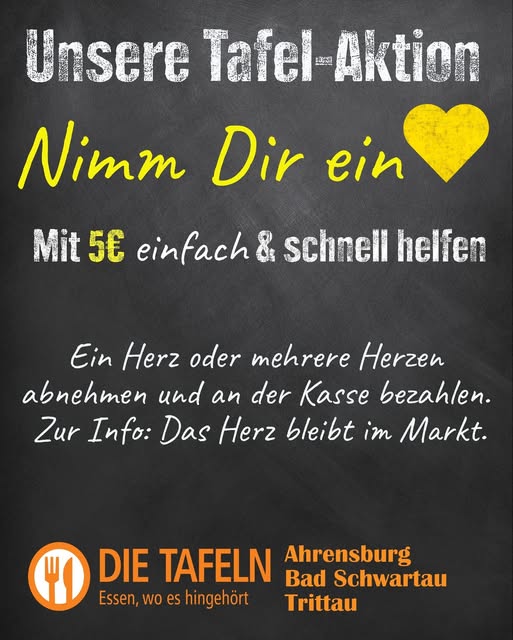 Unsere Tafel-Aktion
Nimm Dir ein
Mit 5€ einfach & schnell helfen
Ein Herz oder mehrere Herzen
abnehmen und an der Kasse bezahlen.
Zur Info: Das Herz bleibt im Markt.
DIE TAFELN
Essen, wo es hingehört
Ahrensburg
Bad Schwartau
Trittau